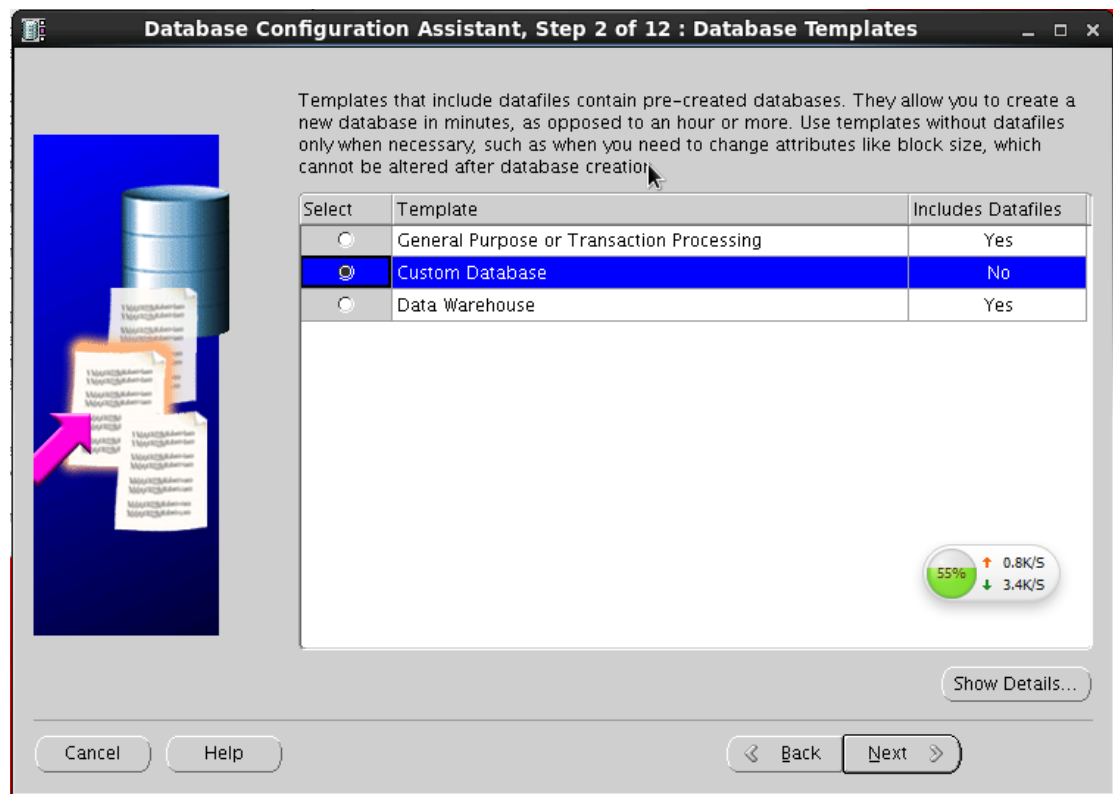 Database Configuration Assistant, Step 2 of 12 : Database Templates
Templates that include datafiles contain pre-created databases. They allow you to create a
new database in minutes, as opposed to an hour or more. Use templates without datafiles
only when necessary, such as when you need to change attributes like block size, which
cannot be altered after database creation
Select Template Includes Datafiles
General Purpose or Transaction Processing Yes
Custom Database No
Data Warehouse Yes
55% 0.8K/S
3.4K/S
Show Details...
Cancel Help Back Next